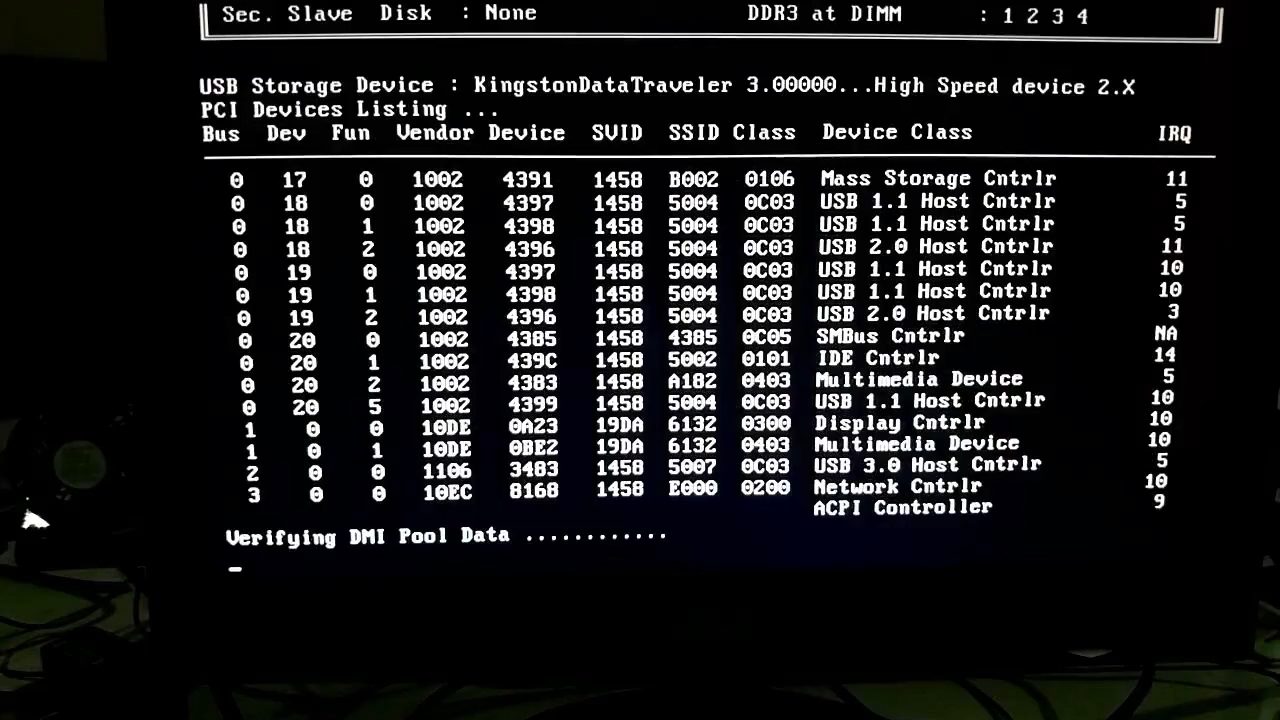 Sec. Slave Disk : None DDR3 at DIMM : 1 2 3 4
USB Storage Device : KingstonDataTraveler 3.00000...High Speed device 2.X
PCI Devices Listing ...
Bus Dev Fun Vendor Device SVID SSID Class Device Class IRQ
0 17 0 1002 4391 1458 B002 0106 Mass Storage Cntrlr 11
0 18 0 1002 4397 1458 5004 0C03 USB 1.1 Host Cntrlr 5
0 18 1 1002 4398 1458 5004 0C03 USB 1.1 Host Cntrlr 5
0 18 2 1002 4396 1458 5004 0C03 USB 2.0 Host Cntrlr 11
0 19 0 1002 4397 1458 5004 0C03 USB 1.1 Host Cntrlr 10
0 19 1 1002 4398 1458 5004 0C03 USB 1.1 Host Cntrlr 10
0 19 2 1002 4396 1458 5004 0C03 USB 2.0 Host Cntrlr 3
0 20 0 1002 4385 1458 4385 0C05 SMBus Cntrlr NA
0 20 1 1002 439C 1458 5002 0101 IDE Cntrlr 14
0 20 2 1002 4383 1458 A182 0403 Multimedia Device 5
0 20 5 1002 4399 1458 5004 0C03 USB 1.1 Host Cntrlr 10
1 0 0 10DE 0A23 19DA 6132 0300 Display Cntrlr 10
1 0 1 10DE 0BE2 19DA 6132 0403 Multimedia Device 10
2 0 0 1106 3483 1458 5007 0C03 USB 3.0 Host Cntrlr 5
3 0 0 10EC 8168 1458 E000 0200 Network Cntrlr 10
ACPI Controller 9
Verifying DMI Pool Data ............